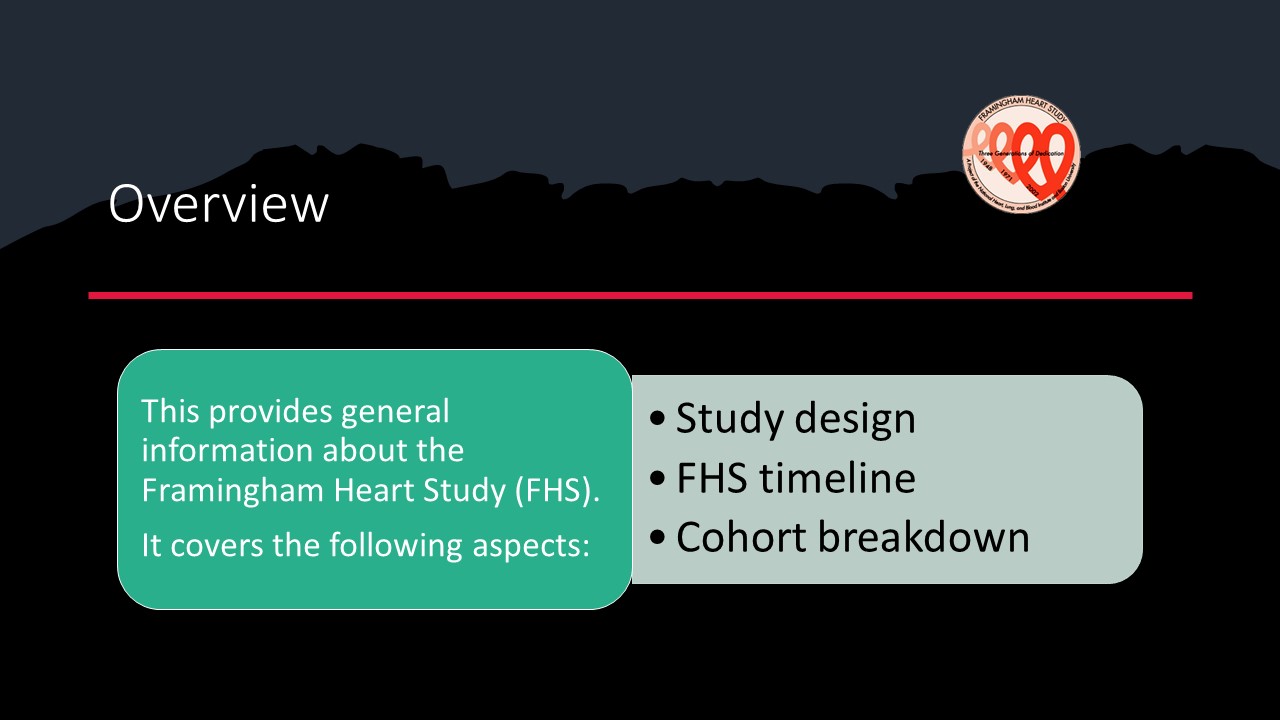 FRAMINGHAM HEART STUDY
Three Generations of Dedication
1948 1971 2002
A Project of the National Heart, Lung, and Blood Institute and Boston University
Overview
This provides general
information about the
Framingham Heart Study (FHS).
It covers the following aspects:
• Study design
• FHS timeline
• Cohort breakdown